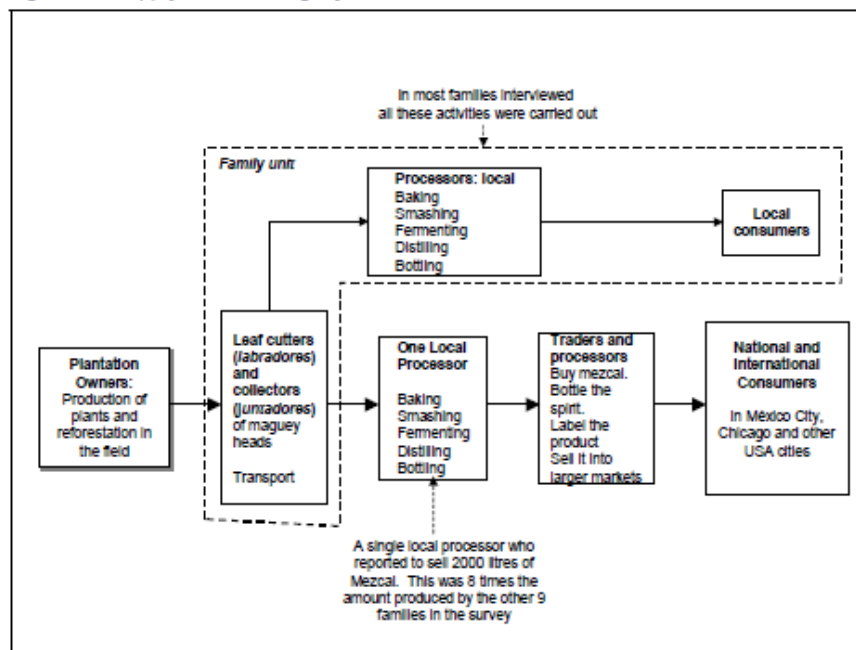 In most families interviewed
all these activities were carried out
Family unit
Processors: local
Baking
Smashing
Fermenting
Distilling
Bottling
Local
consumers
Plantation
Owners:
Production of
plants and
reforestation in
the field
Leaf cutters
(labradores) and
collectors
(juntadores)
of maguey
heads
Transport
One Local
Processor
Baking
Smashing
Fermenting
Distilling
Bottling
Traders and
processors
Buy mezcal.
Bottle the
spirit.
Label the
product
Sell it into
larger markets
National and
International
Consumers
In México City,
Chicago and other
USA cities
A single local processor who
reported to sell 2000 litres of
Mezcal. This was 8 times the
amount produced by the other 9
families in the survey